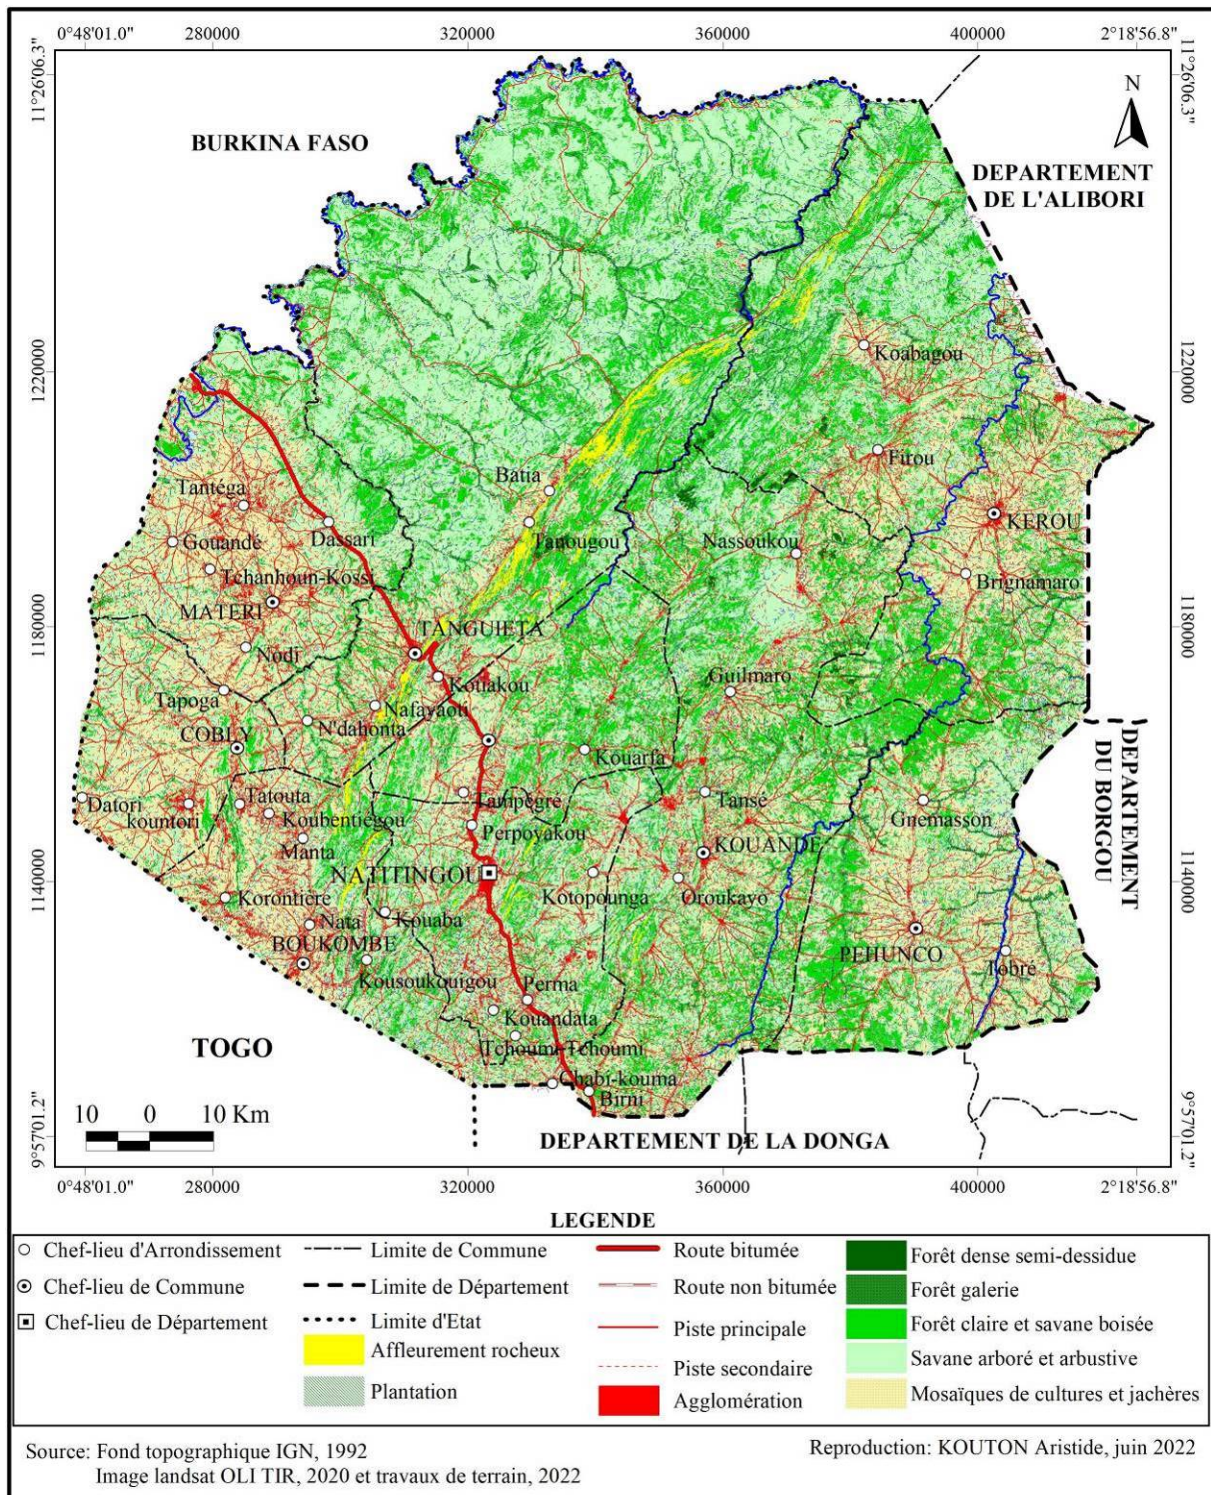 0°48'01.0"
280000
320000
360000
400000
2°18'56.8"
11°26'06.3"
11°26'06.3"
N
BURKINA FASO
DEPARTEMENT
DE L'ALIBORI
1220000
1220000
Koabagou
Firou
Batia
Tantéga
KEROU
Dassari
Tanougou
Gouandé
Nassoukou
Tchanhoun-Kossi
Brignamaro
MATERI
1180000
1180000
TANGUIETA
Nodi
Kouakou
Guilmaro
Tapoga
Nafayaoti
N'dahonta
COBLY
Kouarfa
DEPARTEMENT
DU BORGOU
Datori
Tatouta
Tampègre
Tansé
kountori
Koubentiégou
Gnemasson
Perpoyakou
Manta
KOUANDE
NATITINGOU
1140000
1140000
Korontière
Kotopounga
Oroukayo
Nata
Kouaba
BOUKOMBE
PEHUNCO
Tobré
Kousoukouigou
Perma
Kouandata
TOGO
Tchoumi-Tchoumi
Chabi-kouma
Birni
10 0 10 Km
DEPARTEMENT DE LA DONGA
9°57'01.2"
9°57'01.2"
0°48'01.0"
280000
320000
360000
400000
2°18'56.8"
LEGENDE
Chef-lieu d'Arrondissement
Chef-lieu de Commune
Chef-lieu de Département
Limite de Commune
Limite de Département
Limite d'Etat
Affleurement rocheux
Plantation
Route bitumée
Route non bitumée
Piste principale
Piste secondaire
Agglomération
Forêt dense semi-dessidue
Forêt galerie
Forêt claire et savane boisée
Savane arboré et arbustive
Mosaïques de cultures et jachères
Source: Fond topographique IGN, 1992
Image landsat OLI TIR, 2020 et travaux de terrain, 2022
Reproduction: KOUTON Aristide, juin 2022